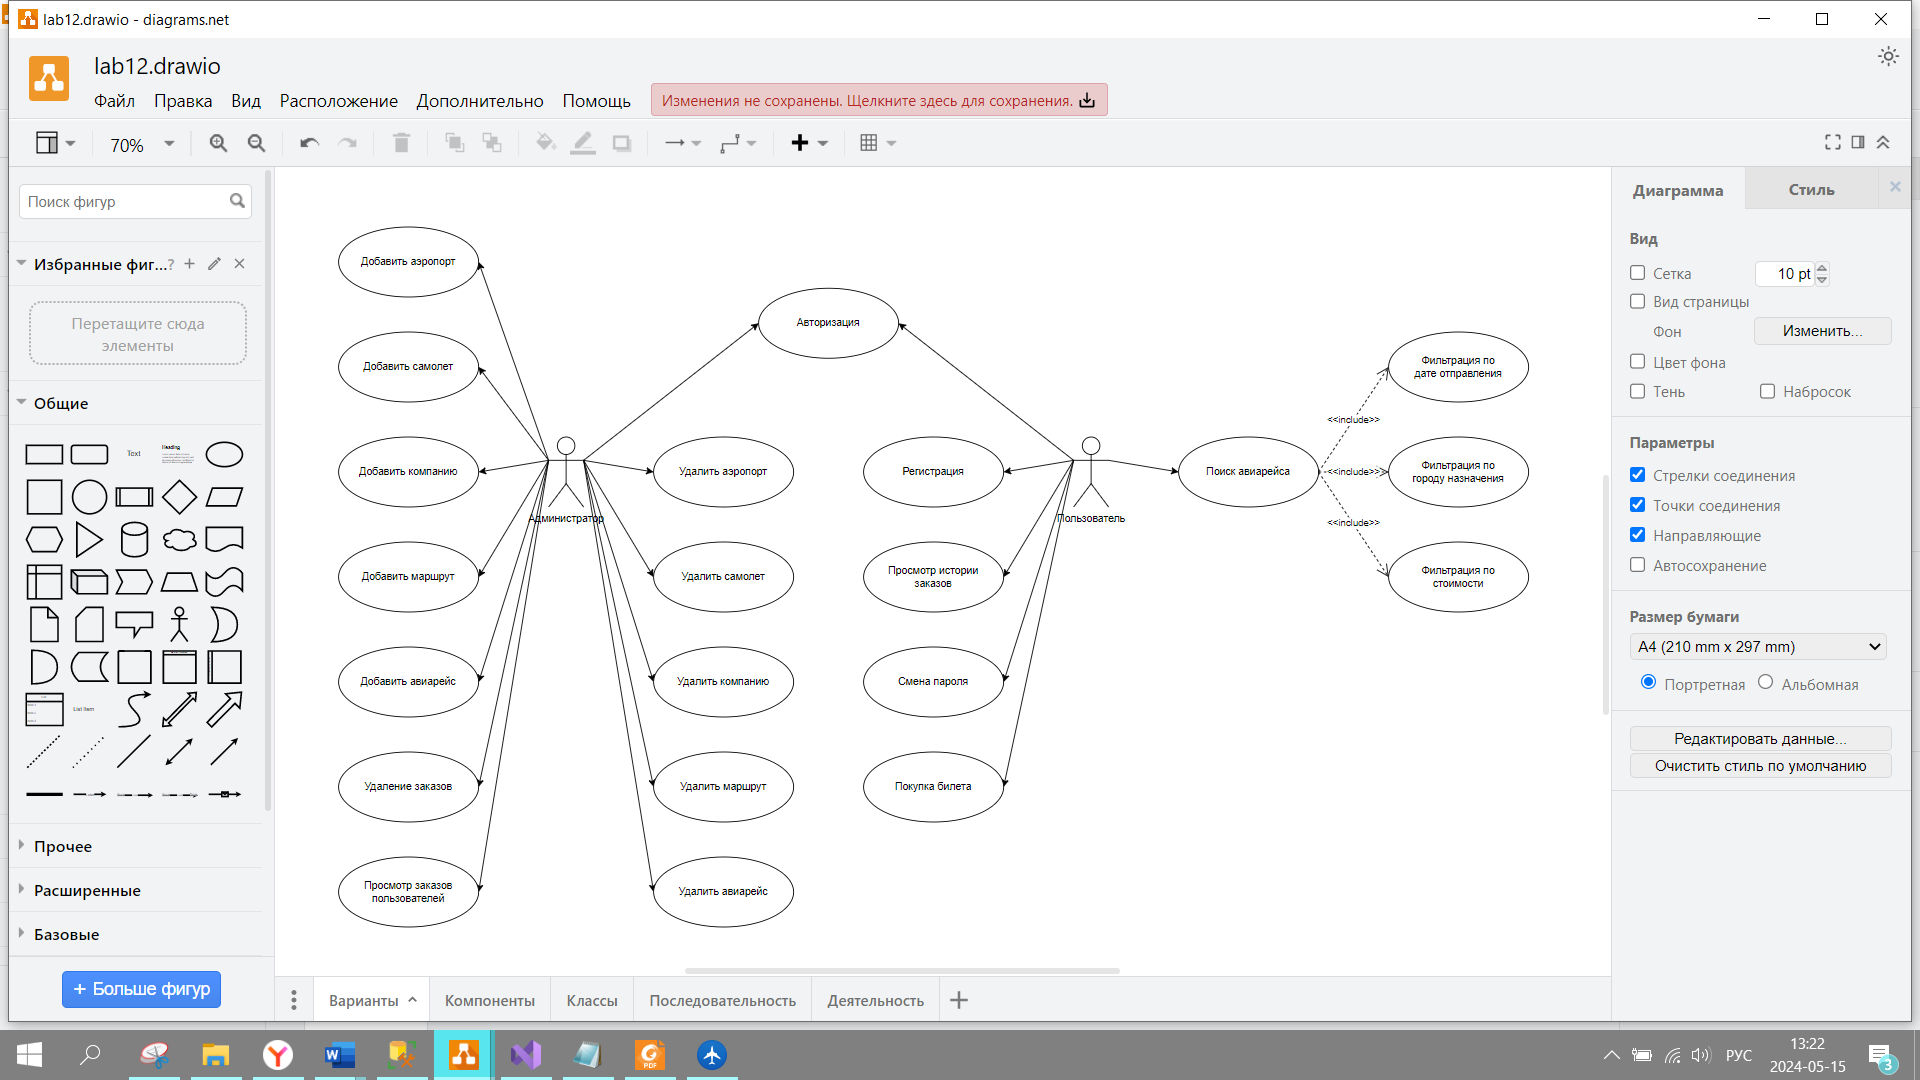 lab12.drawio - diagrams.net
lab12.drawio
Файл Правка Вид Расположение Дополнительно Помощь
Изменения не сохранены. Щелкните здесь для сохранения.
70%
Поиск фигур
Избранные фиг...?
Перетащите сюда
элементы
Общие
Text
Heading
List Item
Прочее
Расширенные
Базовые
+ Больше фигур
Добавить аэропорт
Добавить самолет
Добавить компанию
Добавить маршрут
Добавить авиарейс
Удаление заказов
Просмотр заказов
пользователей
Администратор
Авторизация
Удалить аэропорт
Удалить самолет
Удалить компанию
Удалить маршрут
Удалить авиарейс
Регистрация
Просмотр истории
заказов
Смена пароля
Покупка билета
Пользователь
Поиск авиарейса
<<include>>
<<include>>
<<include>>
Фильтрация по
дате отправления
Фильтрация по
городу назначения
Фильтрация по
стоимости
Диаграмма
Стиль
Вид
Сетка
10 pt
Вид страницы
Фон
Изменить...
Цвет фона
Тень
Набросок
Параметры
Стрелки соединения
Точки соединения
Направляющие
Автосохранение
Размер бумаги
A4 (210 mm x 297 mm)
Портретная
Альбомная
Редактировать данные...
Очистить стиль по умолчанию
Варианты
Компоненты
Классы
Последовательность
Деятельность
PDF
РУС
13:22
2024-05-15
3